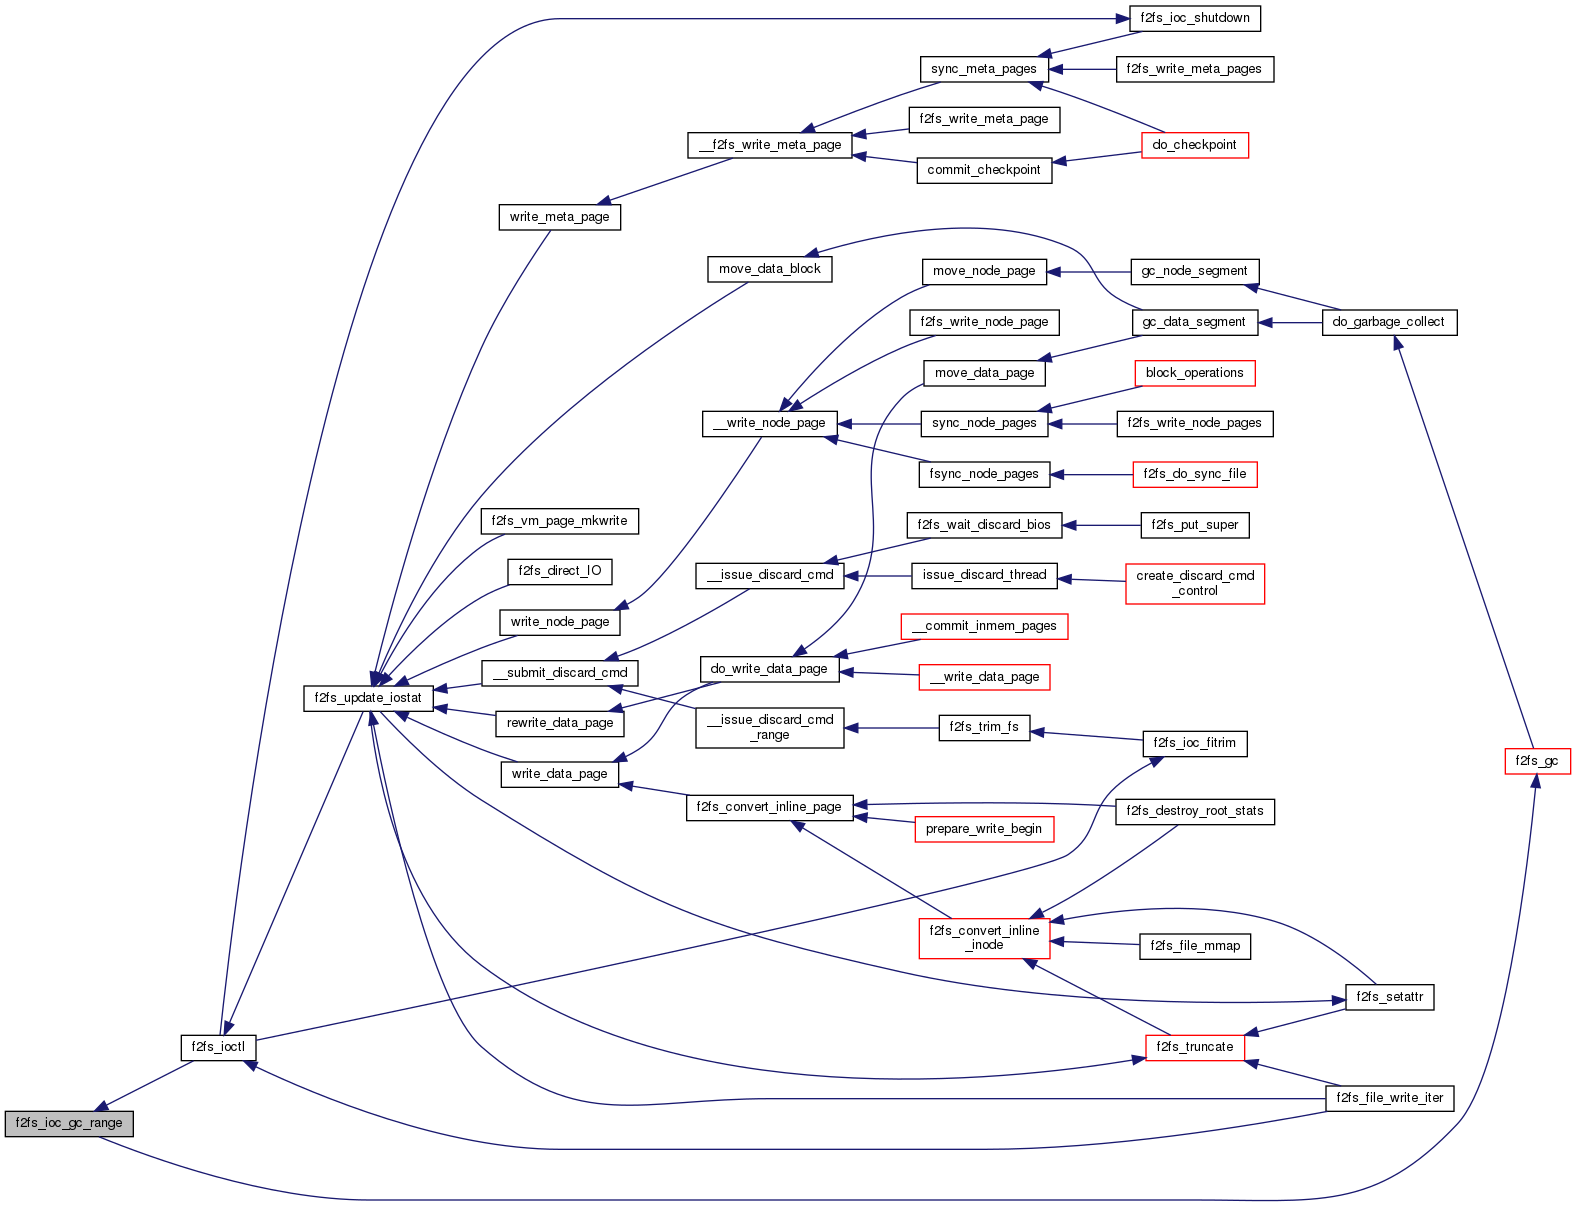 f2fs_ioc_shutdown
sync_meta_pages
f2fs_write_meta_pages
f2fs_write_meta_page
__f2fs_write_meta_page
do_checkpoint
commit_checkpoint
write_meta_page
move_data_block
move_node_page
gc_node_segment
f2fs_write_node_page
gc_data_segment
do_garbage_collect
move_data_page
block_operations
__write_node_page
sync_node_pages
f2fs_write_node_pages
fsync_node_pages
f2fs_do_sync_file
f2fs_vm_page_mkwrite
f2fs_wait_discard_bios
f2fs_put_super
f2fs_direct_IO
__issue_discard_cmd
issue_discard_thread
create_discard_cmd
_control
write_node_page
__commit_inmem_pages
__submit_discard_cmd
do_write_data_page
__write_data_page
f2fs_update_iostat
rewrite_data_page
__issue_discard_cmd
_range
f2fs_trim_fs
f2fs_ioc_fitrim
f2fs_gc
write_data_page
f2fs_convert_inline_page
f2fs_destroy_root_stats
prepare_write_begin
f2fs_convert_inline
_inode
f2fs_file_mmap
f2fs_setattr
f2fs_ioctl
f2fs_truncate
f2fs_file_write_iter
f2fs_ioc_gc_range